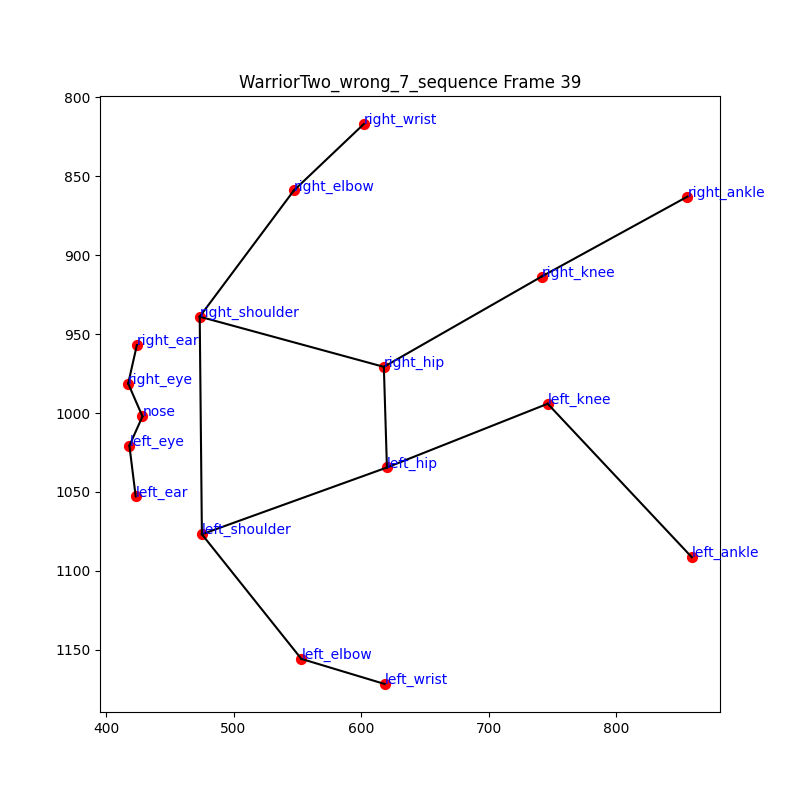 WarriorTwo_wrong_7_sequence Frame 39
800
right_wrist
850
right_elbow
right_ankle
900
right_knee
right_shoulder
950
right_ear
right_hip
right_eye
left_knee
1000
nose
left_eye
left_hip
1050
left_ear
left_shoulder
left_ankle
1100
1150
left_elbow
left_wrist
400 500 600 700 800